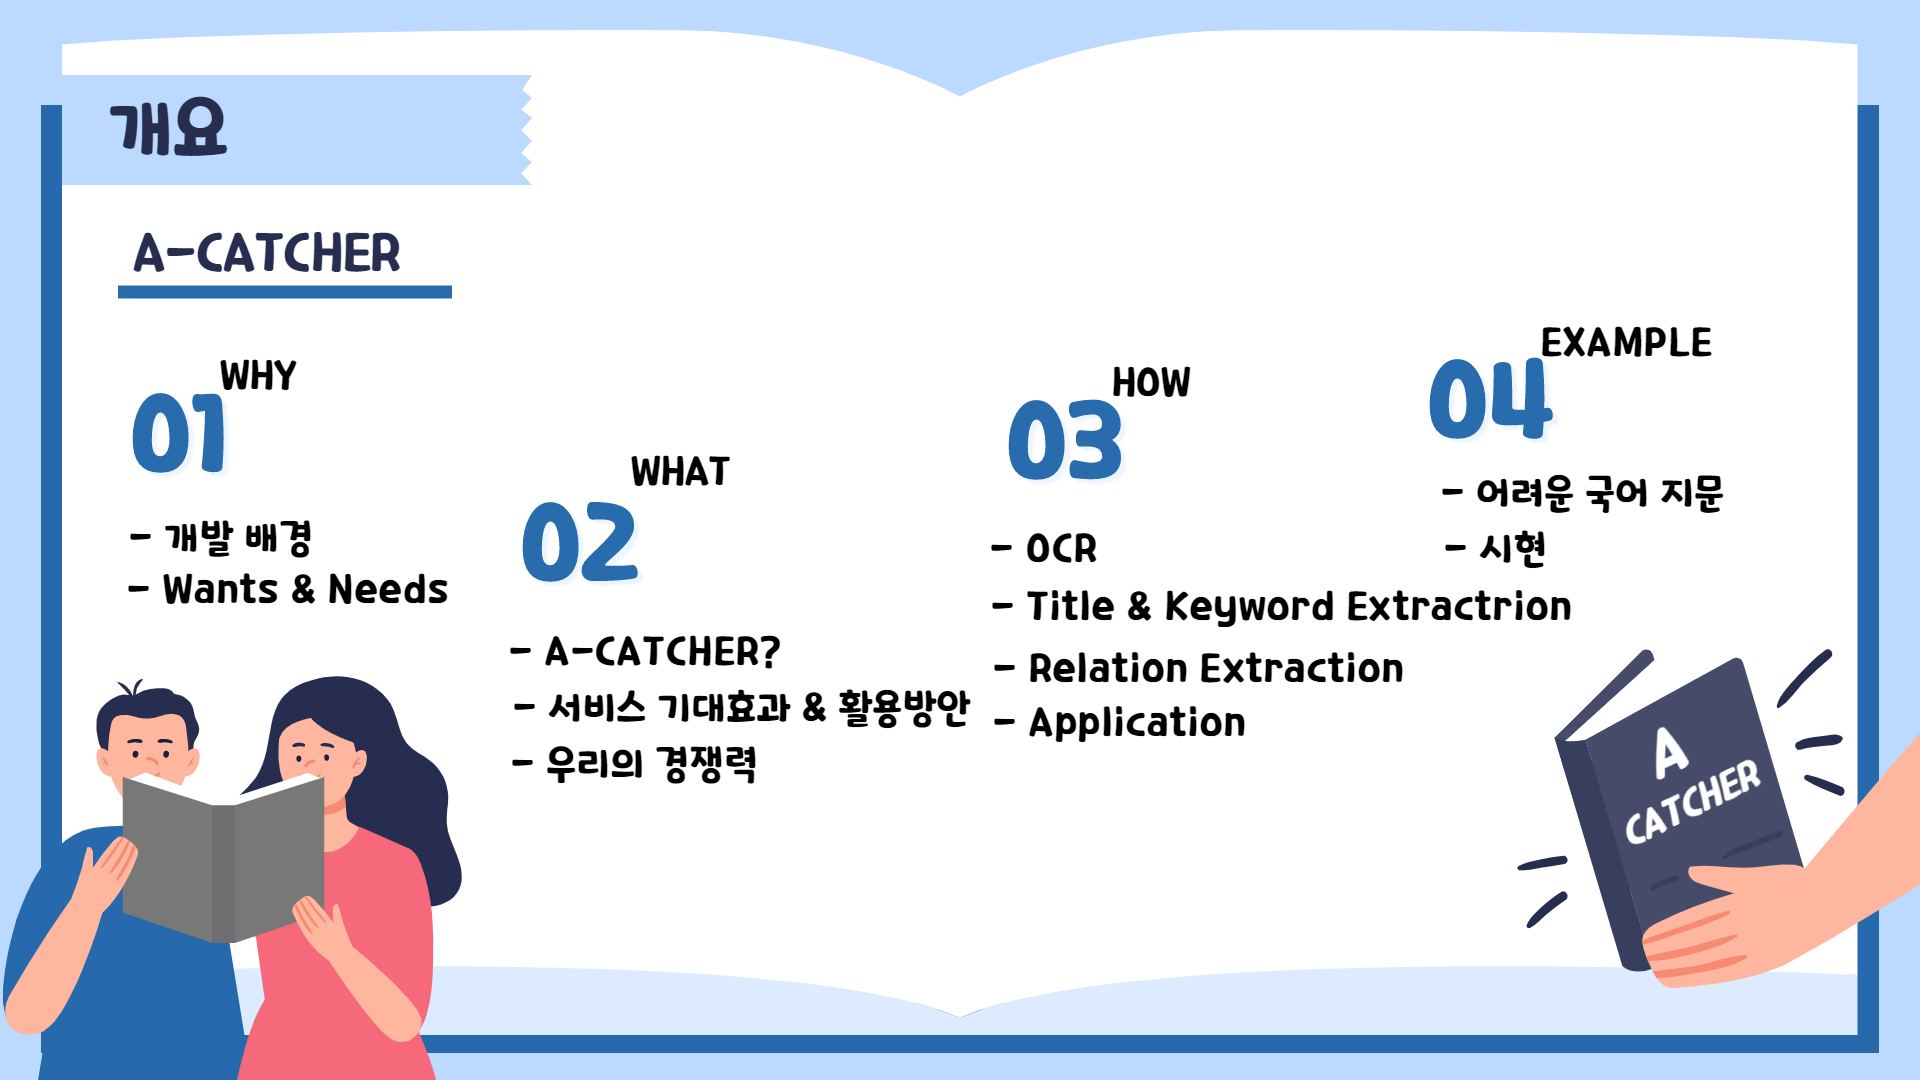 개요
A-CATCHER
WHY
01
- 개발 배경
- Wants & Needs
WHAT
02
- A-CATCHER?
- 서비스 기대효과 & 활용방안
- 우리의 경쟁력
HOW
03
- OCR
- Title & Keyword Extractrion
- Relation Extraction
- Application
EXAMPLE
04
- 어려운 국어 지문
- 시현
A
CATCHER